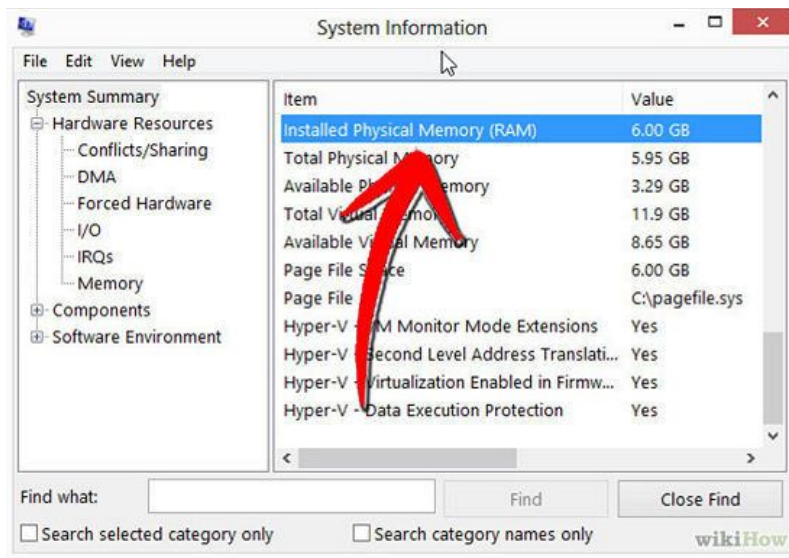 System Information
File Edit View Help
System Summary
Hardware Resources
Conflicts/Sharing
DMA
Forced Hardware
I/O
IRQs
Memory
Components
Software Environment
Item Value
Installed Physical Memory (RAM) 6.00 GB
Total Physical 5.95 GB
Available 3.29 GB
Total 11.9 GB
Available Memory 8.65 GB
Page File 6.00 GB
Page File C:\pagefile.sys
Hyper-V - Monitor Mode Extensions Yes
Hyper-V - Second Level Address Translati... Yes
Hyper-V - Virtualization Enabled in Firmw... Yes
Hyper-V - Data Execution Protection Yes
Find what: Find Close Find
Search selected category only Search category names only
wikiHow